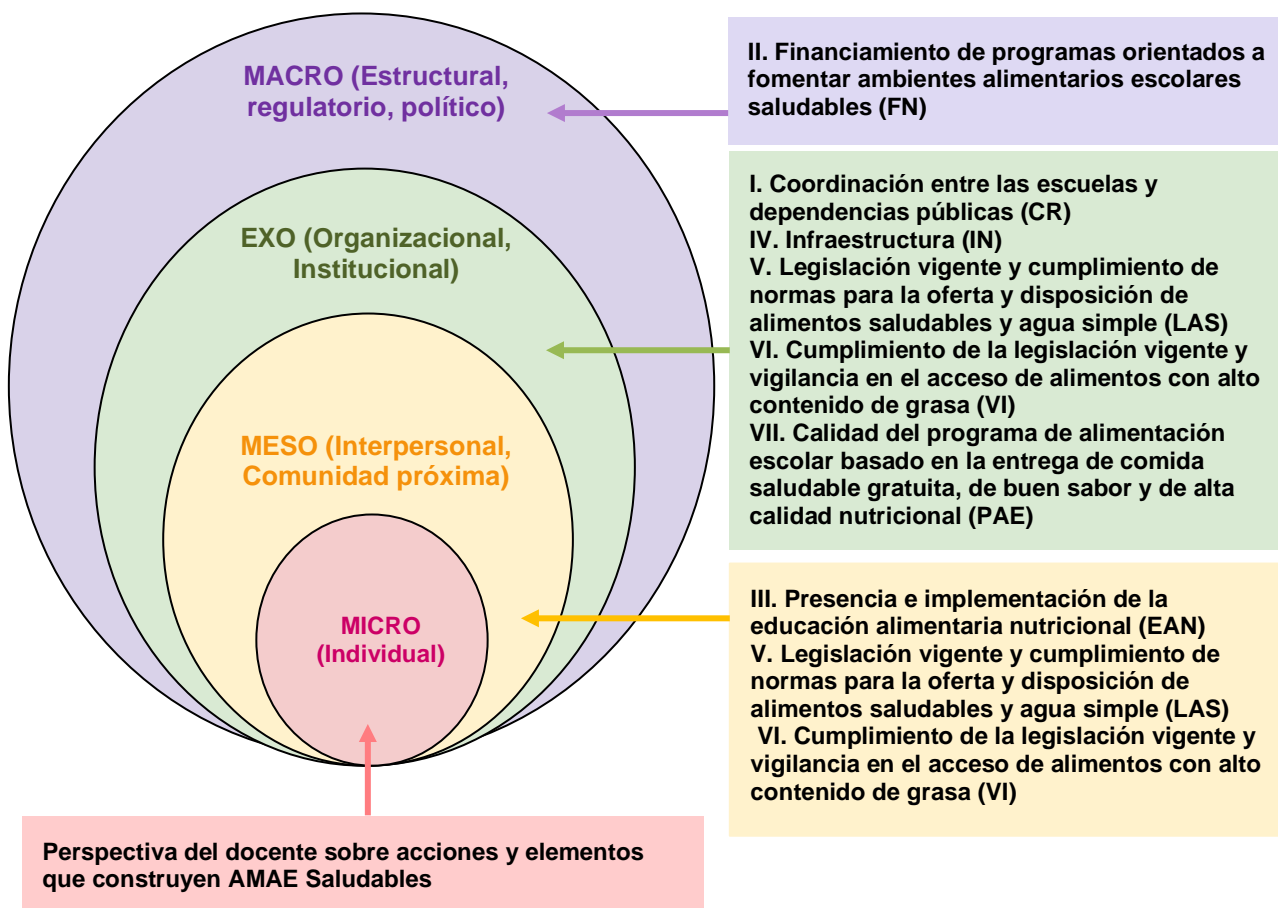 MACRO (Estructural,
regulatorio, político)
II. Financiamiento de programas orientados a
fomentar ambientes alimentarios escolares
saludables (FN)
EXO (Organizacional,
Institucional)
I. Coordinación entre las escuelas y
dependencias públicas (CR)
IV. Infraestructura (IN)
V. Legislación vigente y cumplimiento de
normas para la oferta y disposición de
alimentos saludables y agua simple (LAS)
VI. Cumplimiento de la legislación vigente y
vigilancia en el acceso de alimentos con alto
contenido de grasa (VI)
VII. Calidad del programa de alimentación
escolar basado en la entrega de comida
saludable gratuita, de buen sabor y de alta
calidad nutricional (PAE)
MESO (Interpersonal,
Comunidad próxima)
III. Presencia e implementación de la
educación alimentaria nutricional (EAN)
V. Legislación vigente y cumplimiento de
normas para la oferta y disposición de
alimentos saludables y agua simple (LAS)
VI. Cumplimiento de la legislación vigente y
vigilancia en el acceso de alimentos con alto
contenido de grasa (VI)
MICRO
(Individual)
Perspectiva del docente sobre acciones y elementos
que construyen AMAE Saludables